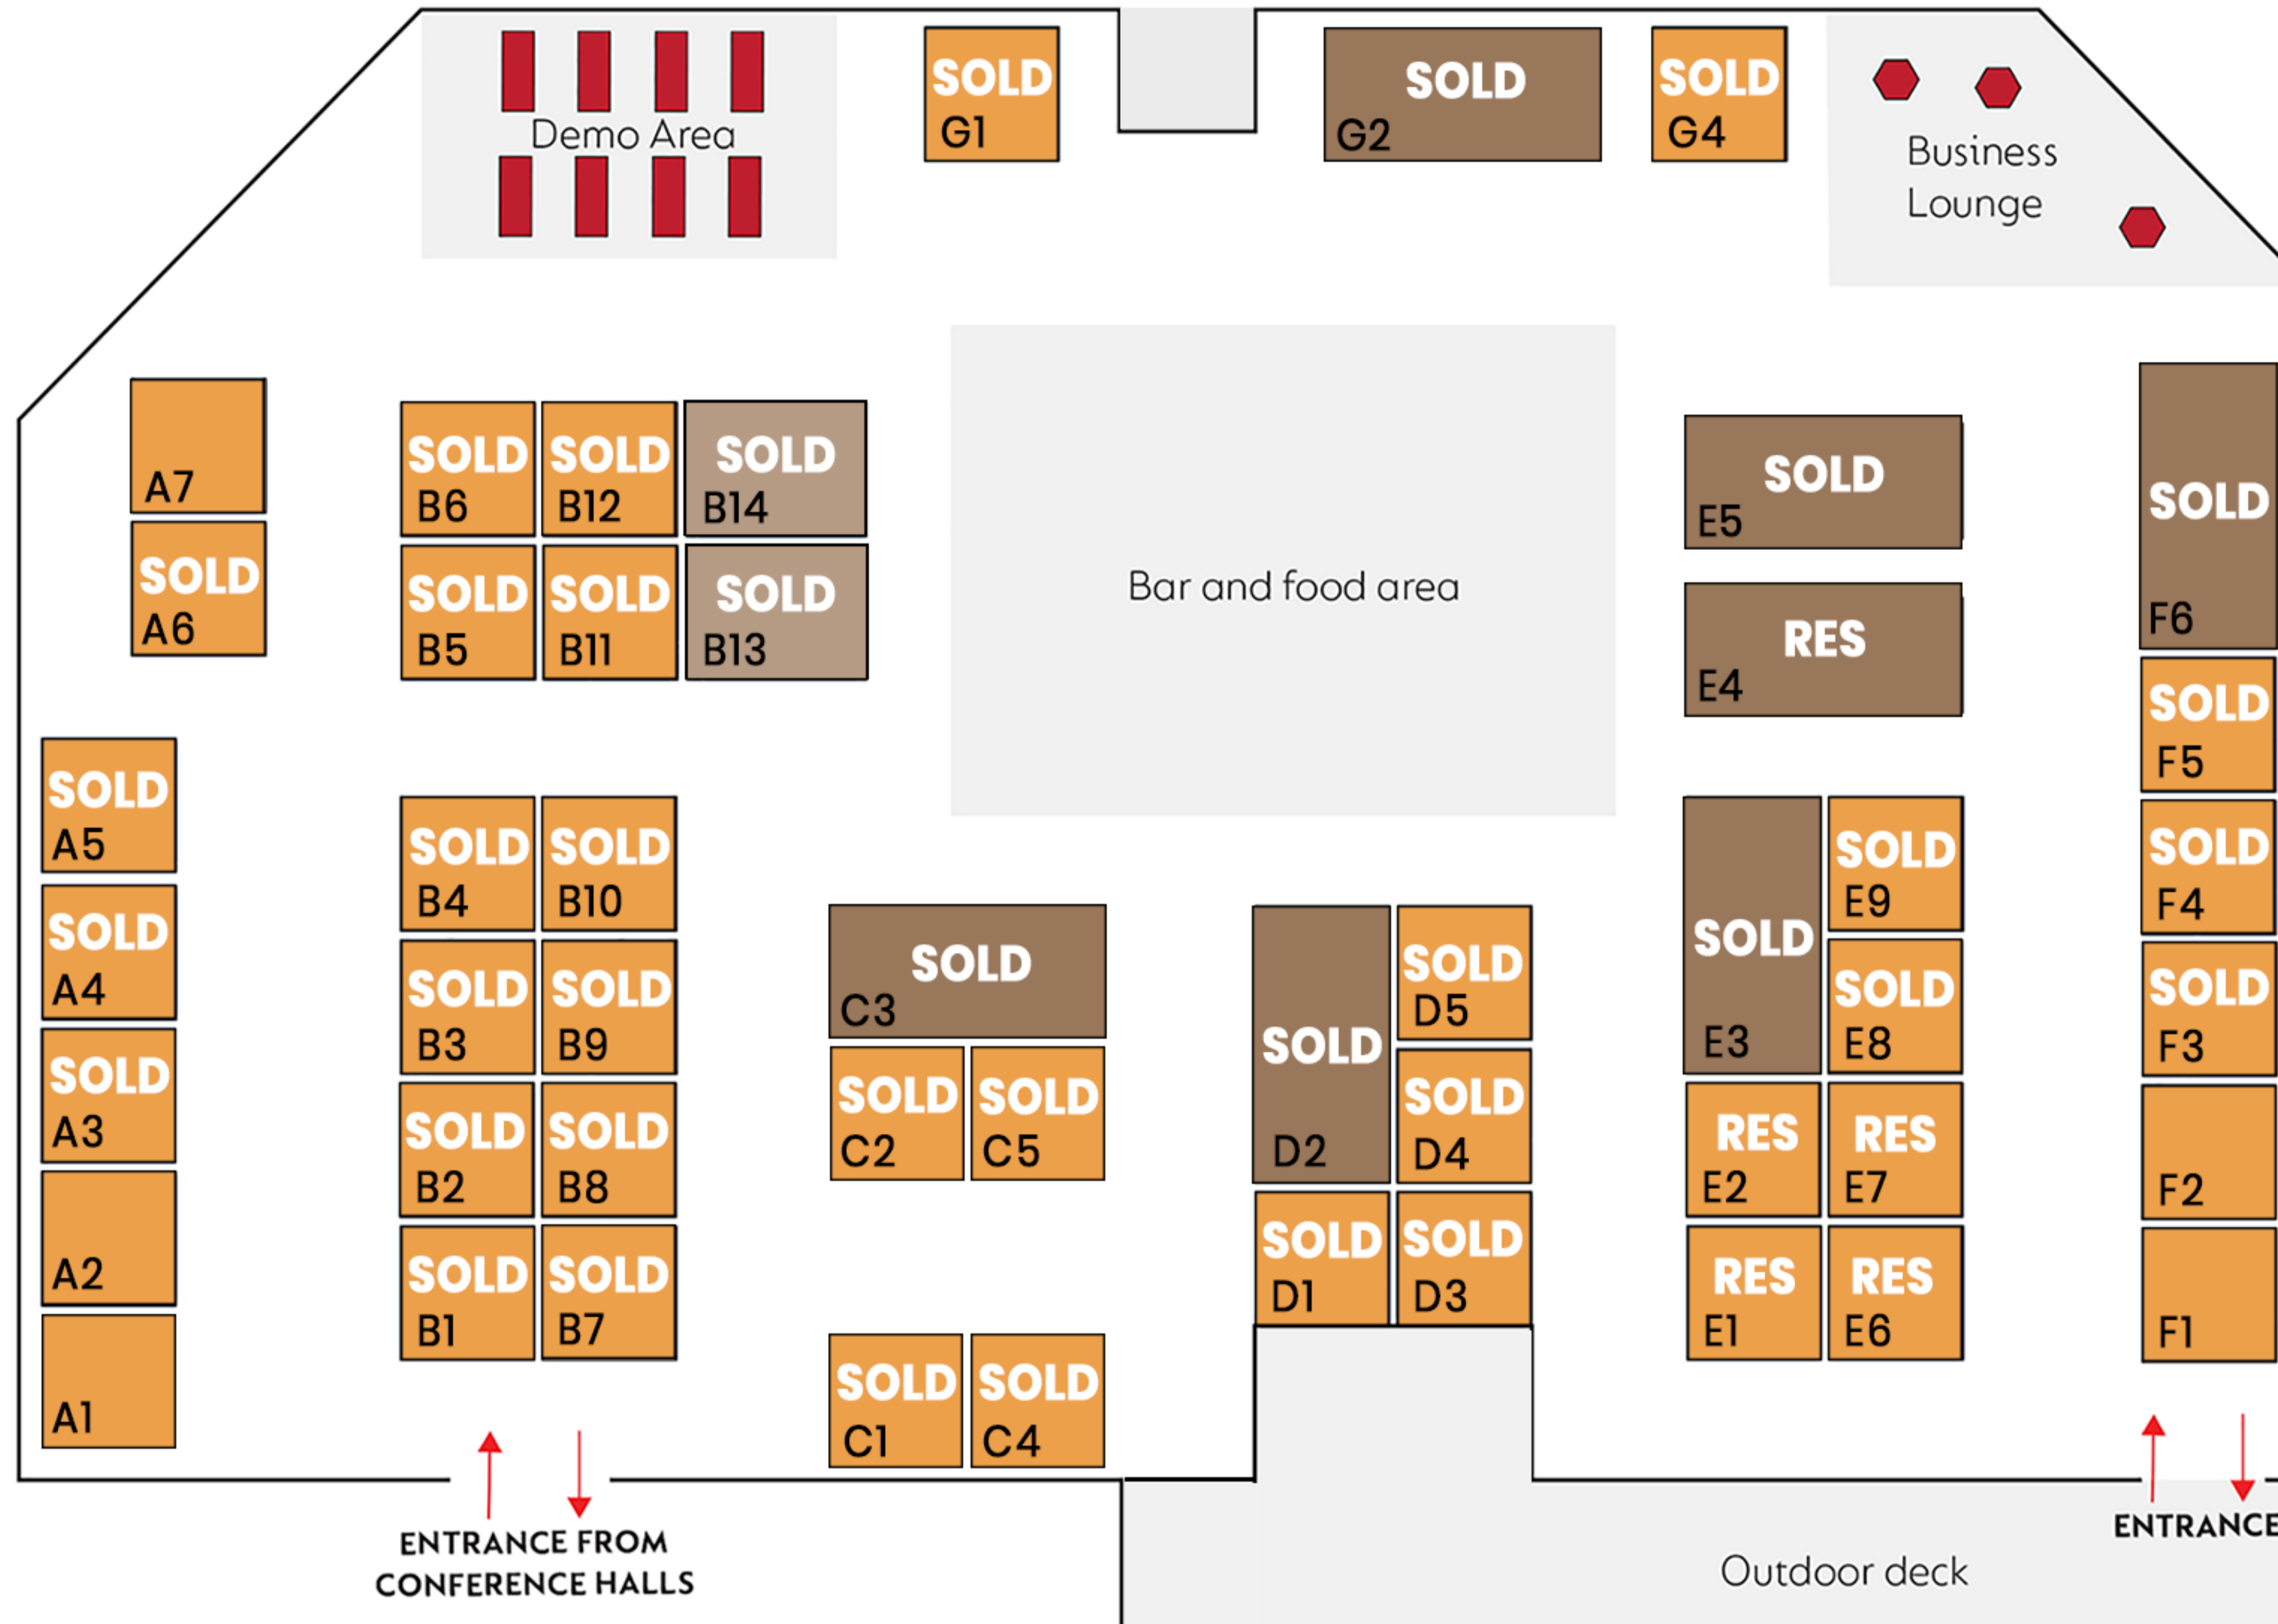 Demo Area
SOLD
G1
SOLD
G2
SOLD
G4
Business
Lounge
A7
SOLD
A6
SOLD
B6
SOLD
B12
SOLD
B14
SOLD
B5
SOLD
B11
SOLD
B13
Bar and food area
SOLD
E5
RES
E4
SOLD
F6
SOLD
F5
SOLD
F4
SOLD
F3
F2
F1
SOLD
A5
SOLD
A4
SOLD
A3
A2
A1
SOLD
B4
SOLD
B10
SOLD
B3
SOLD
B9
SOLD
B2
SOLD
B8
SOLD
B1
SOLD
B7
SOLD
C3
SOLD
C2
SOLD
C5
SOLD
C1
SOLD
C4
SOLD
D2
SOLD
D5
SOLD
D4
SOLD
D1
SOLD
D3
SOLD
E3
SOLD
E9
SOLD
E8
RES
E2
RES
E7
RES
E1
RES
E6
ENTRANCE FROM
CONFERENCE HALLS
ENTRANCE
Outdoor deck